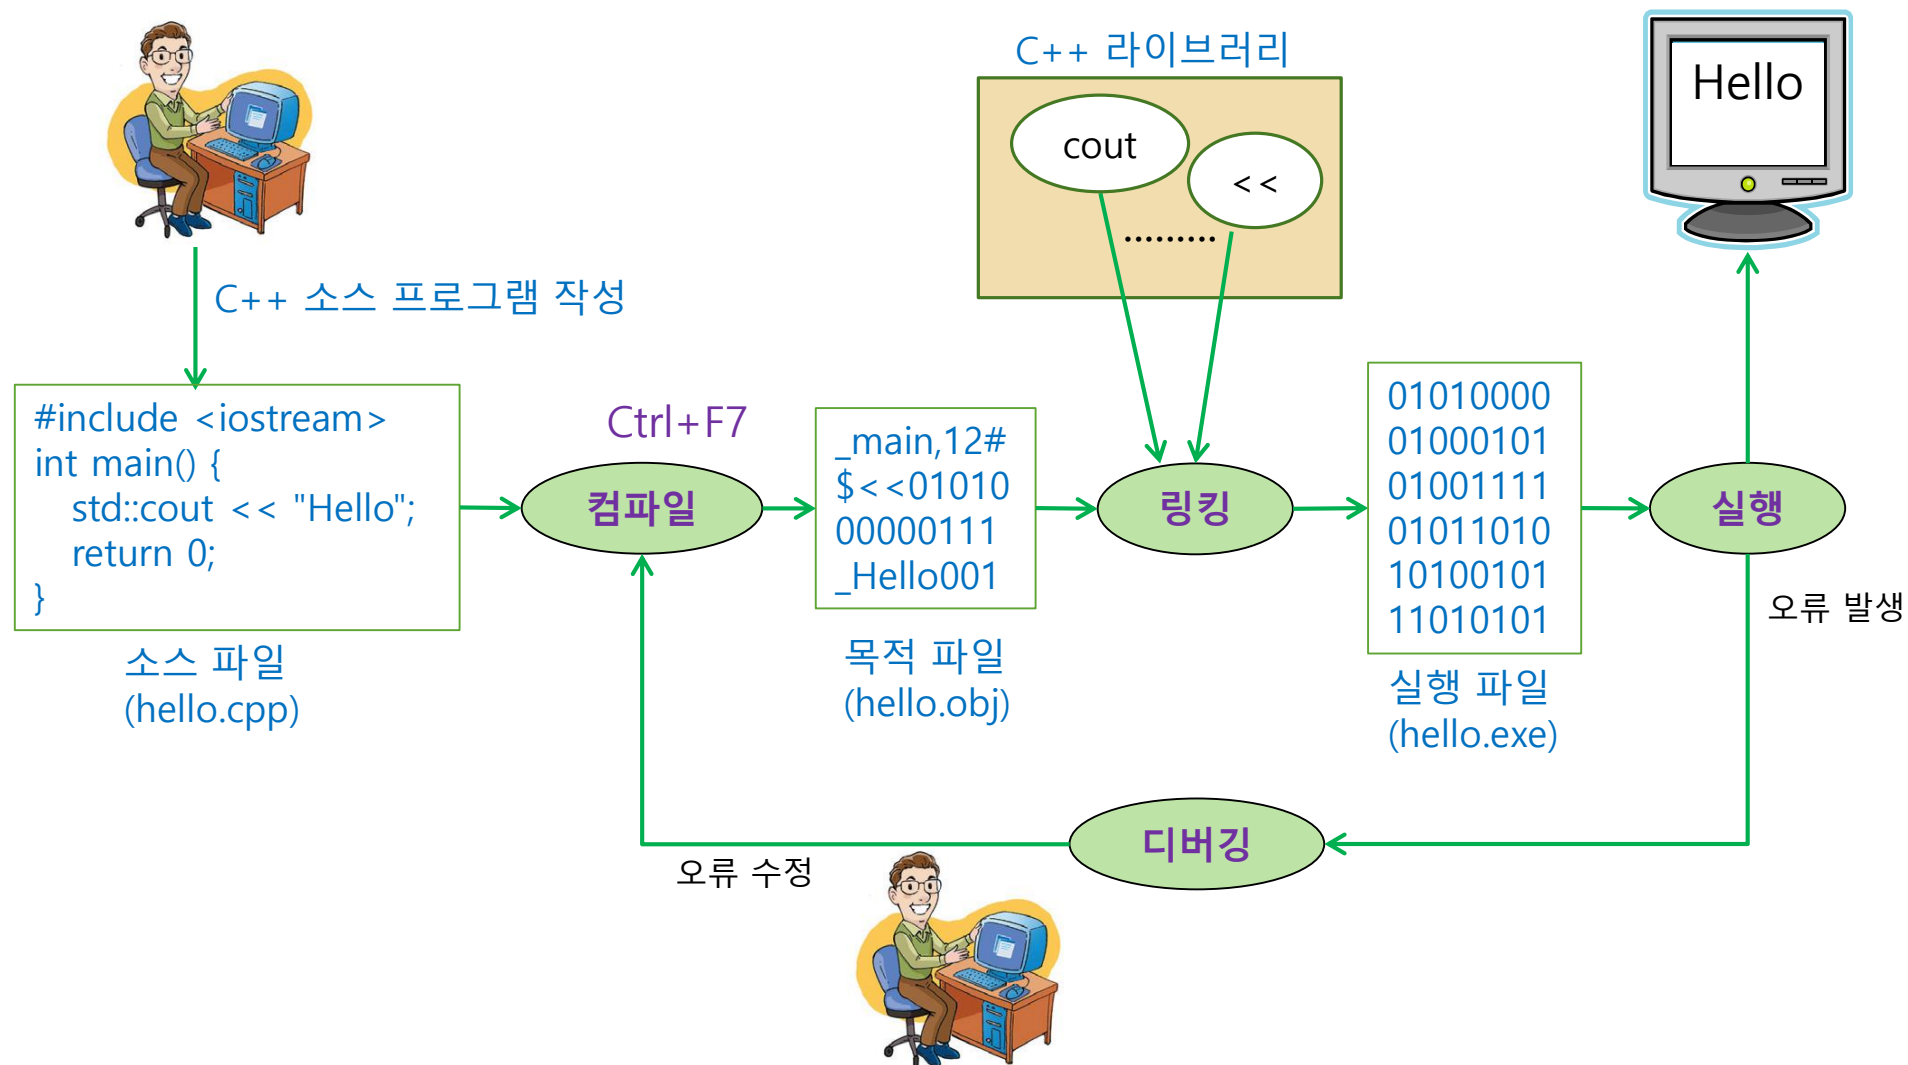 C++ 라이브러리
cout
<<
.........
Hello
C++ 소스 프로그램 작성
#include <iostream>
int main() {
std::cout << "Hello";
return 0;
}
소스 파일
(hello.cpp)
Ctrl+F7
컴파일
_main,12#
$<<01010
00000111
_Hello001
목적 파일
(hello.obj)
링킹
01010000
01000101
01001111
01011010
10100101
11010101
실행 파일
(hello.exe)
실행
오류 발생
디버깅
오류 수정